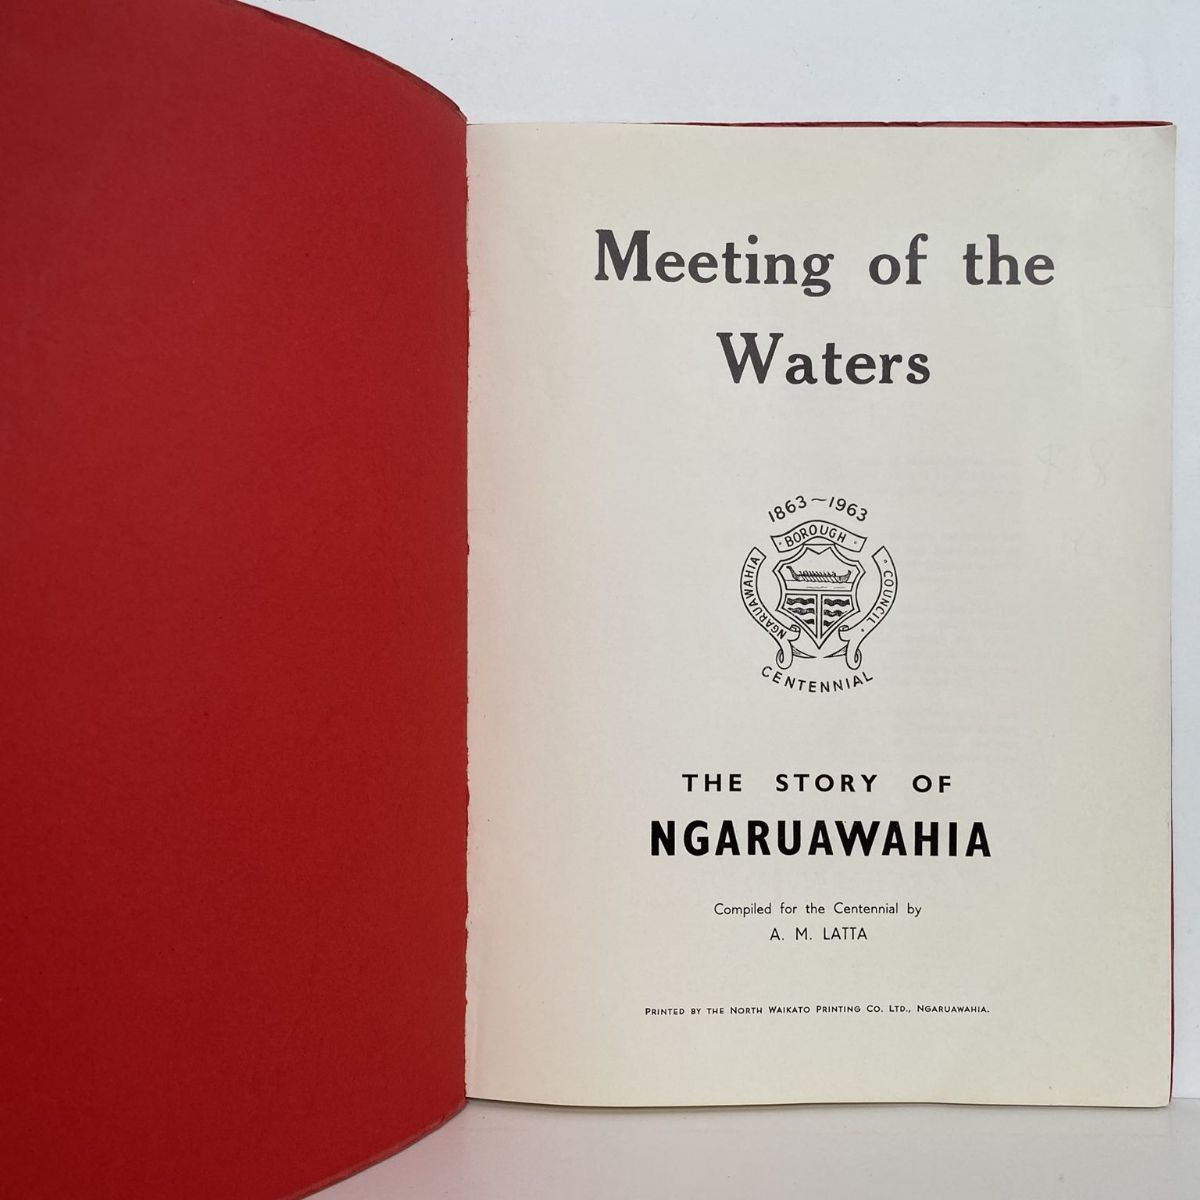 Meeting of the
Waters
1863~1963
NGARUAWAHIA · BOROUGH · COUNCIL ·
CENTENNIAL
THE STORY OF
NGARUAWAHIA
Compiled for the Centennial by
A. M. LATTA
PRINTED BY THE NORTH WAIKATO PRINTING CO. LTD., NGARUAWAHIA.